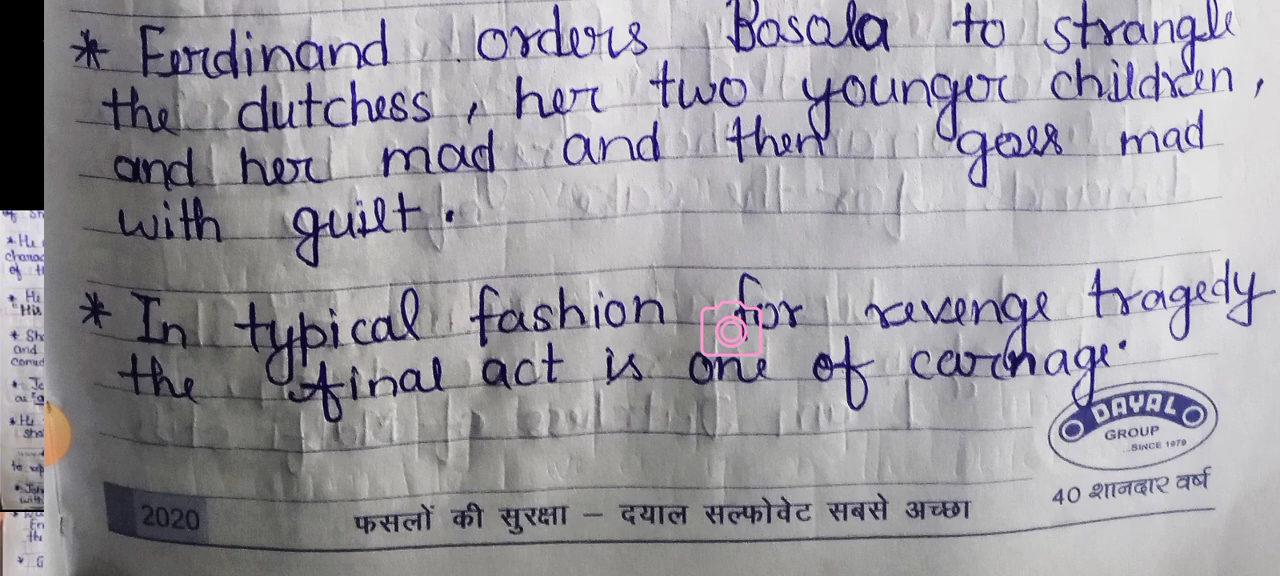 * Ferdinand orders Basala to strangle
the dutchess, her two younger children,
and her mad and then goes mad
with guilt.
* In typical fashion for revenge tragedy
the final act is one of carnage.
DAYAL
GROUP
...SINCE 1979
40 शानदार वर्ष
2020
फसलों की सुरक्षा – दयाल सल्फोवेट सबसे अच्छा